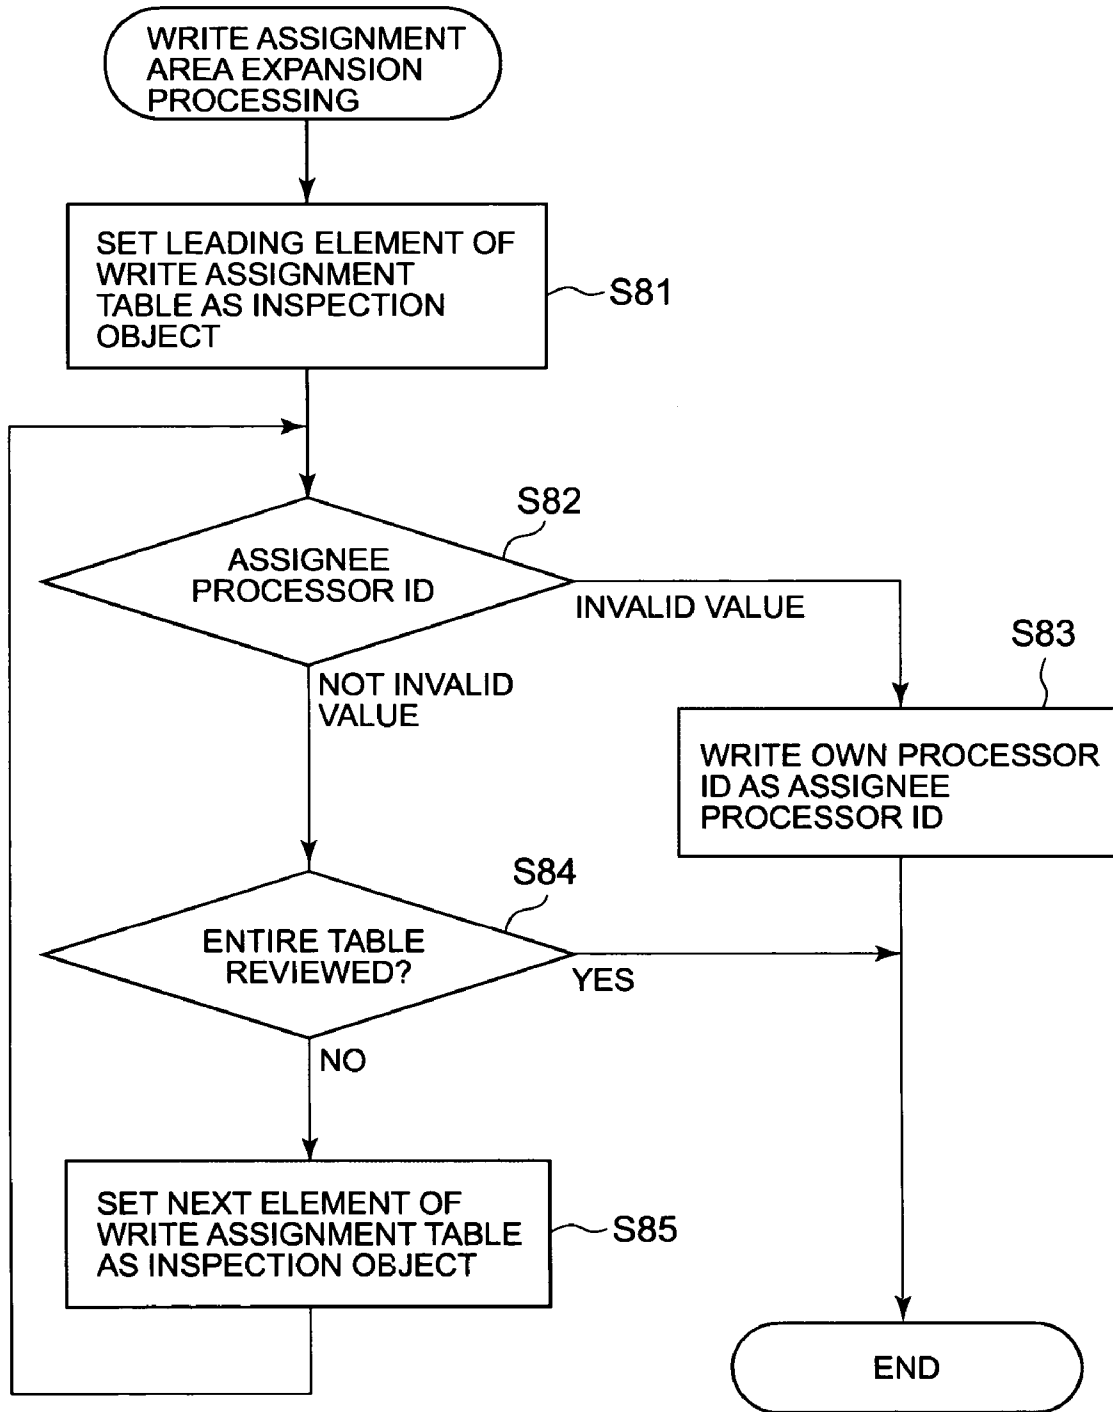 WRITE ASSIGNMENT
AREA EXPANSION
PROCESSING
SET LEADING ELEMENT OF
WRITE ASSIGNMENT
TABLE AS INSPECTION
OBJECT
S81
S82
ASSIGNEE
PROCESSOR ID
INVALID VALUE
NOT INVALID
VALUE
S83
WRITE OWN PROCESSOR
ID AS ASSIGNEE
PROCESSOR ID
S84
ENTIRE TABLE
REVIEWED?
YES
NO
SET NEXT ELEMENT OF
WRITE ASSIGNMENT TABLE
AS INSPECTION OBJECT
S85
END